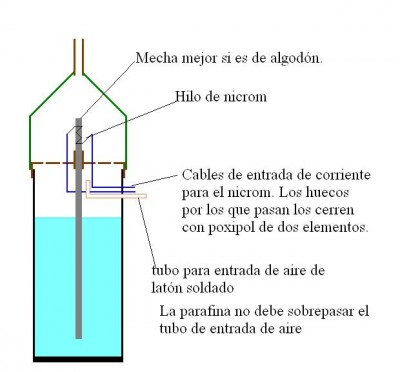 Mecha mejor si es de algodón.
Hilo de nicrom
Cables de entrada de corriente
para el nicrom. Los huecos
por los que pasan los cerren
con poxipol de dos elementos.
tubo para entrada de aire de
latón soldado
La parafina no debe sobrepasar el
tubo de entrada de aire